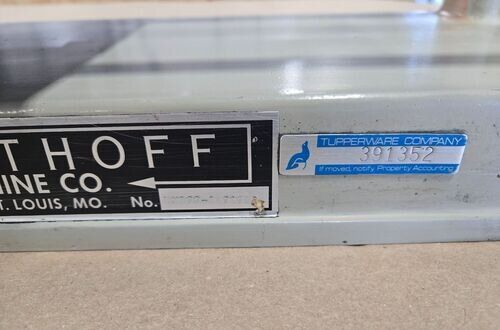 THOFF
INE CO.
T. LOUIS, MO. No.
TUPPERWARE COMPANY
391352
If moved, notify Property Accounting